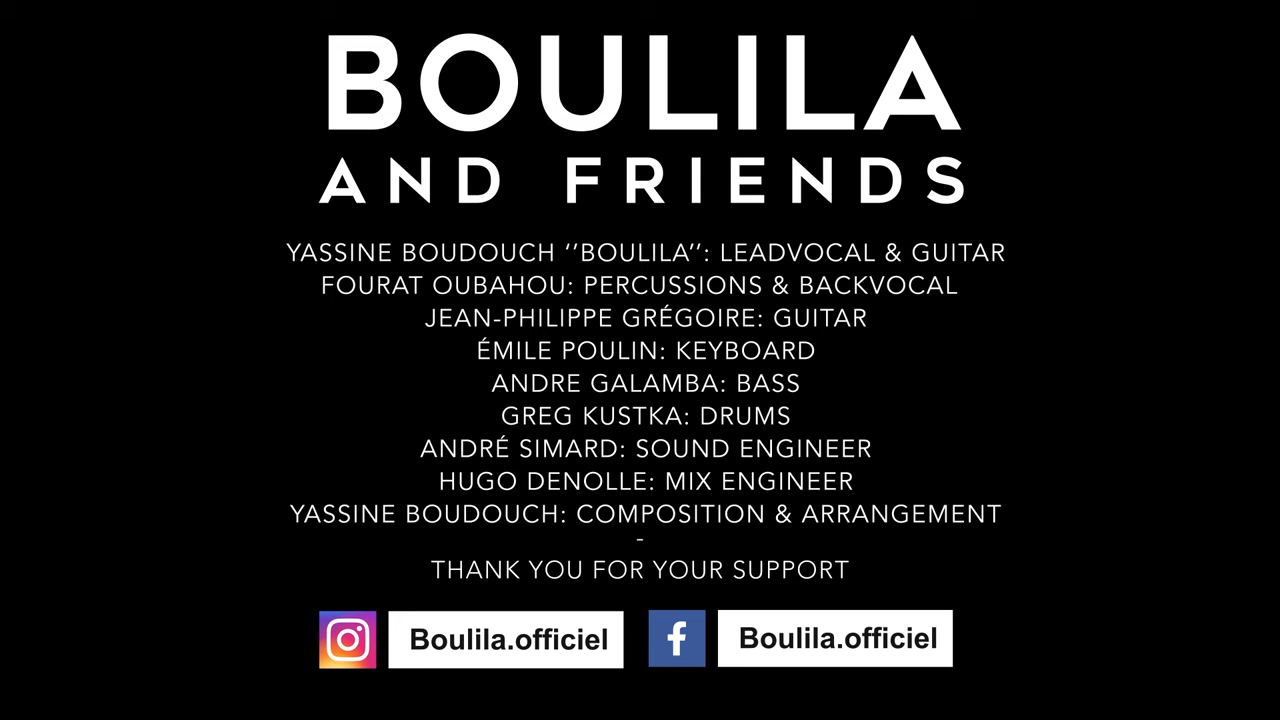 BOULILA
AND FRIENDS
YASSINE BOUDOUCH ‘’BOULILA’’: LEADVOCAL & GUITAR
FOURAT OUBAHOU: PERCUSSIONS & BACKVOCAL
JEAN-PHILIPPE GRÉGOIRE: GUITAR
ÉMILE POULIN: KEYBOARD
ANDRE GALAMBA: BASS
GREG KUSTKA: DRUMS
ANDRÉ SIMARD: SOUND ENGINEER
HUGO DENOLLE: MIX ENGINEER
YASSINE BOUDOUCH: COMPOSITION & ARRANGEMENT
-
THANK YOU FOR YOUR SUPPORT
Boulila.officiel f Boulila.officiel